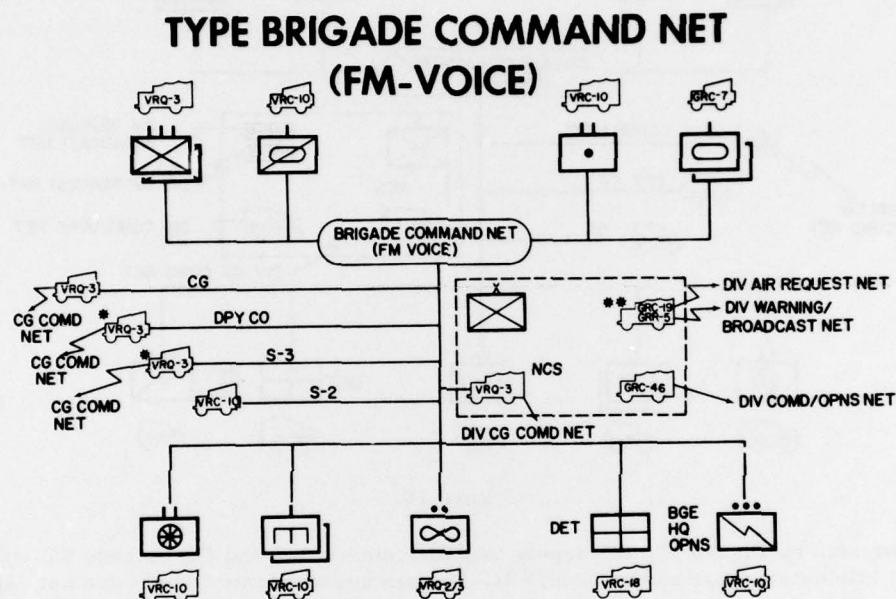 TYPE BRIGADE COMMAND NET
(FM-VOICE)
VRQ-3
VRC-10
VRC-10
GRC-7
BRIGADE COMMAND NET
(FM VOICE)
VRQ-3
CG
CG COMD
NET
*
VRQ-3
DPY CO
CG COMD
NET
*
VRQ-3
S-3
CG COMD
NET
VRC-10
S-2
X
**
GRC-19
GRR-5
DIV AIR REQUEST NET
DIV WARNING/
BROADCAST NET
NCS
VRQ-3
GRC-46
DIV COMD/OPNS NET
DIV CG COMD NET
DET
BGE
HQ
OPNS
VRC-10
VRC-10
VRQ-2/3
VRC-18
VRC-10